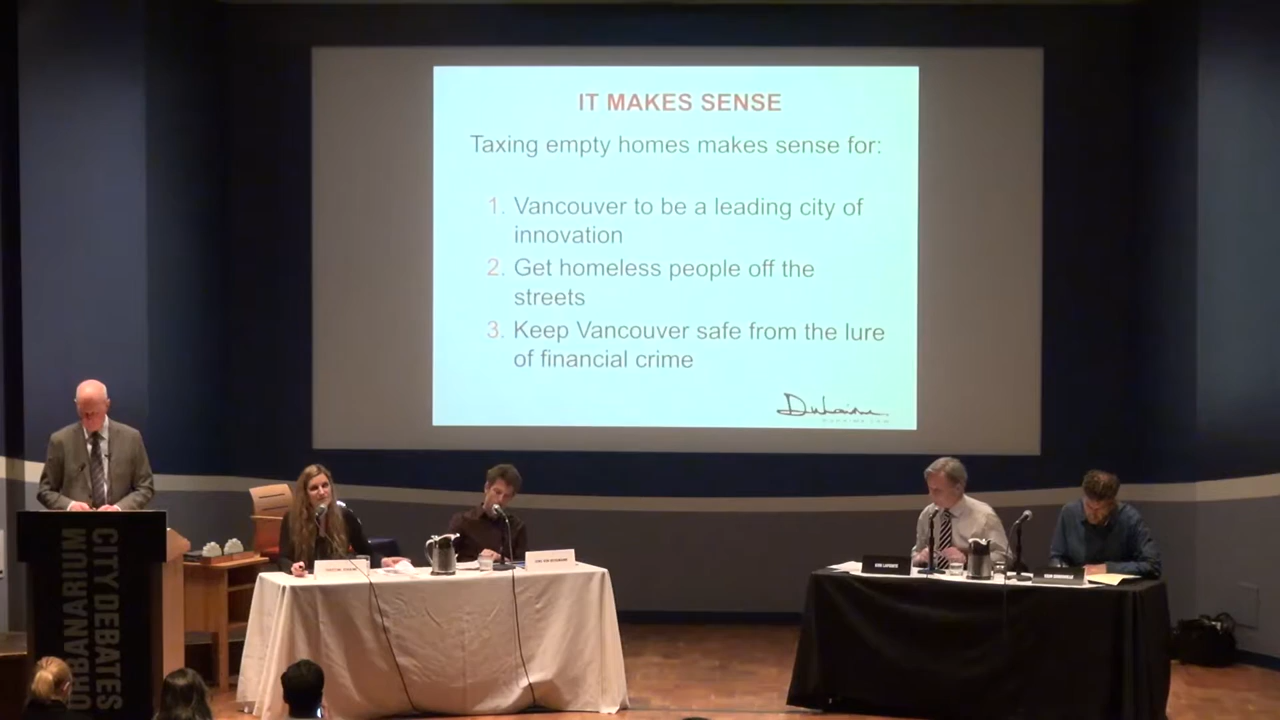 IT MAKES SENSE
Taxing empty homes makes sense for:
1. Vancouver to be a leading city of
innovation
2. Get homeless people off the
streets
3. Keep Vancouver safe from the lure
of financial crime
URBANARIUM
CITY DEBATES